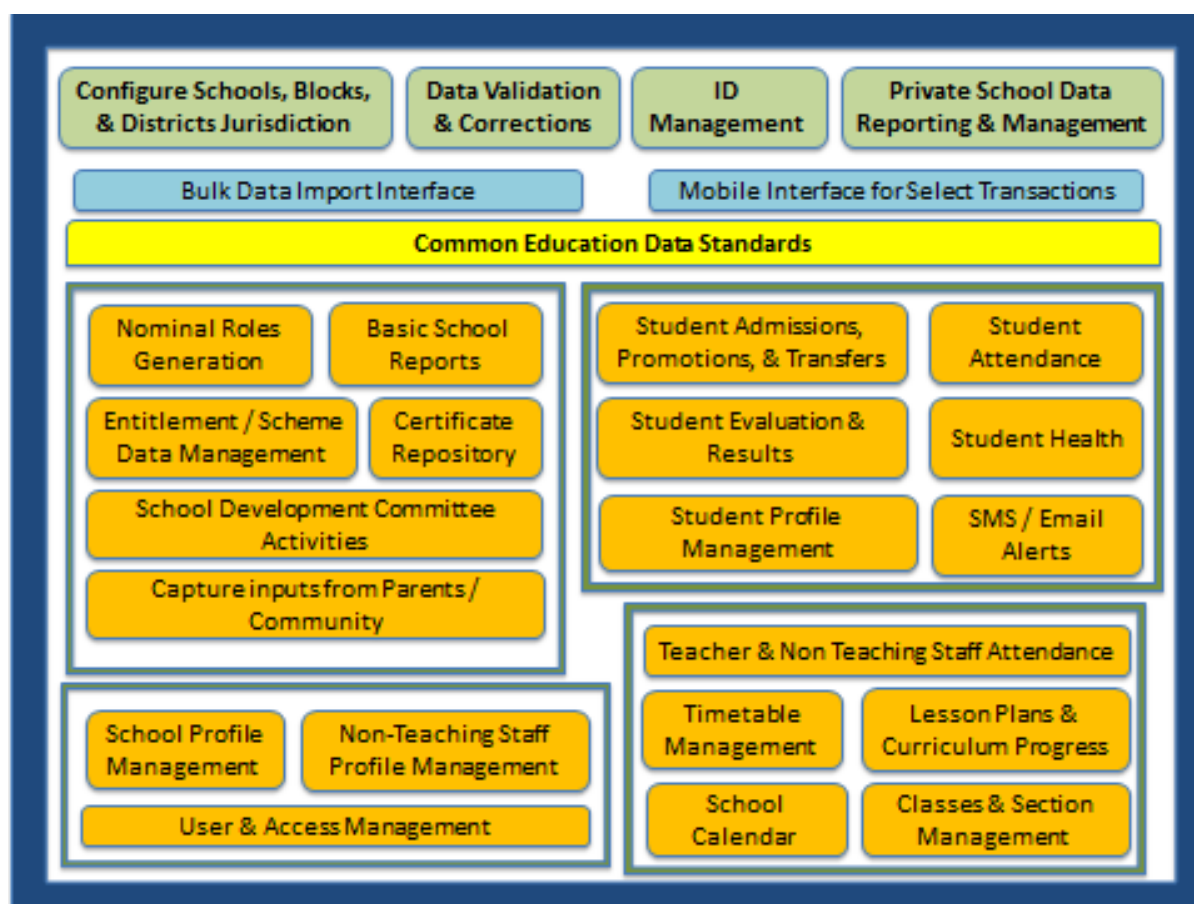 Configure Schools, Blocks,
& Districts Jurisdiction
Data Validation
& Corrections
ID
Management
Private School Data
Reporting & Management
Bulk Data Import Interface
Mobile Interface for Select Transactions
Common Education Data Standards
Nominal Roles
Generation
Basic School
Reports
Entitlement / Scheme
Data Management
Certificate
Repository
School Development Committee
Activities
Capture inputs from Parents /
Community
Student Admissions,
Promotions, & Transfers
Student
Attendance
Student Evaluation &
Results
Student Health
Student Profile
Management
SMS / Email
Alerts
School Profile
Management
Non-Teaching Staff
Profile Management
User & Access Management
Teacher & Non Teaching Staff Attendance
Timetable
Management
Lesson Plans &
Curriculum Progress
School
Calendar
Classes & Section
Management